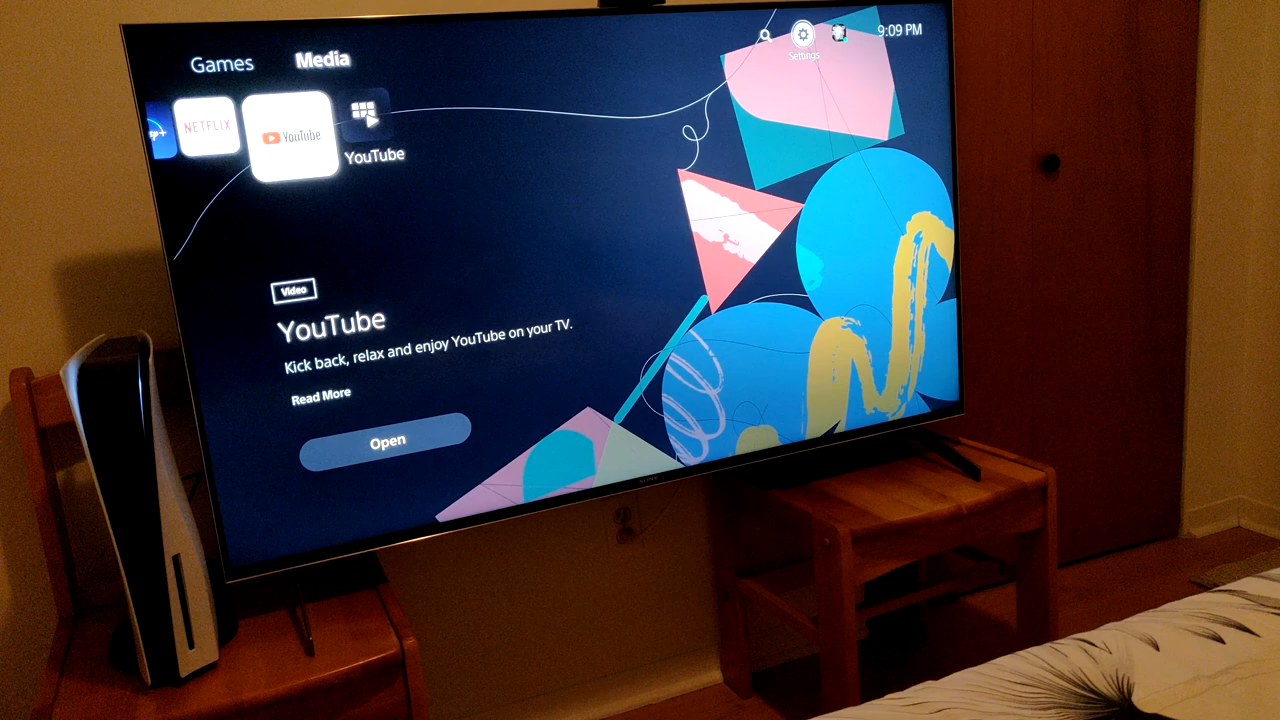 Games Media
Settings
9:09 PM
NETFLIX
YouTube
YouTube
Video
YouTube
Kick back, relax and enjoy YouTube on your TV.
Read More
Open
SONY